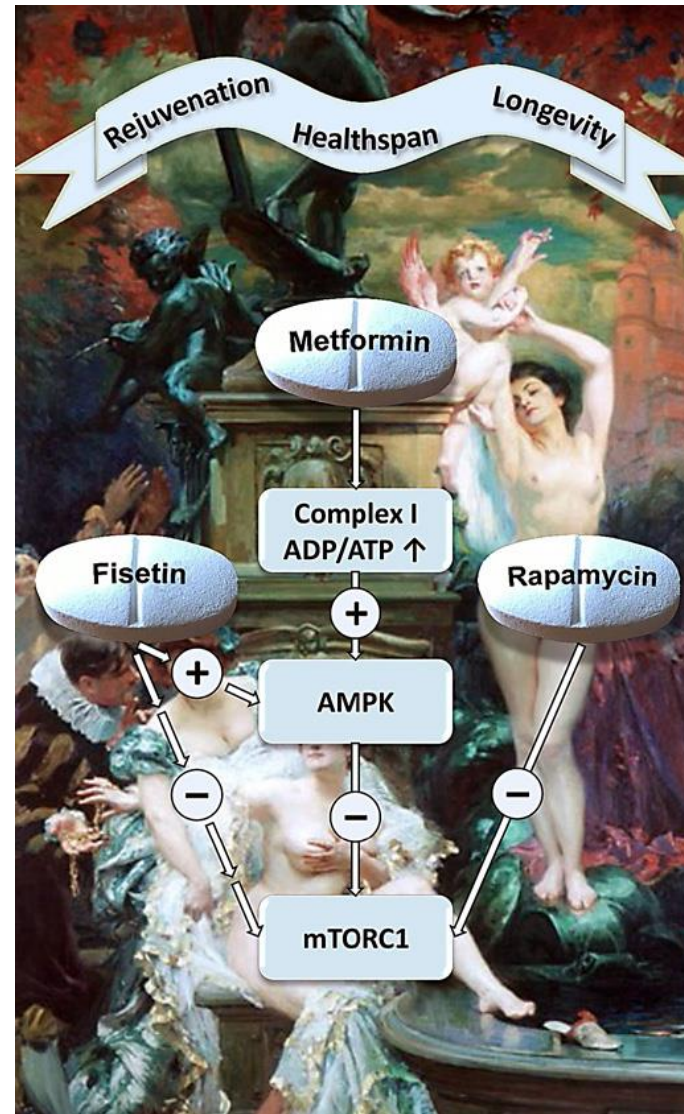 Rejuvenation
Healthspan
Longevity
Metformin
Complex I
ADP/ATP ↑
Fisetin
Rapamycin
+
+
AMPK
−
−
−
mTORC1